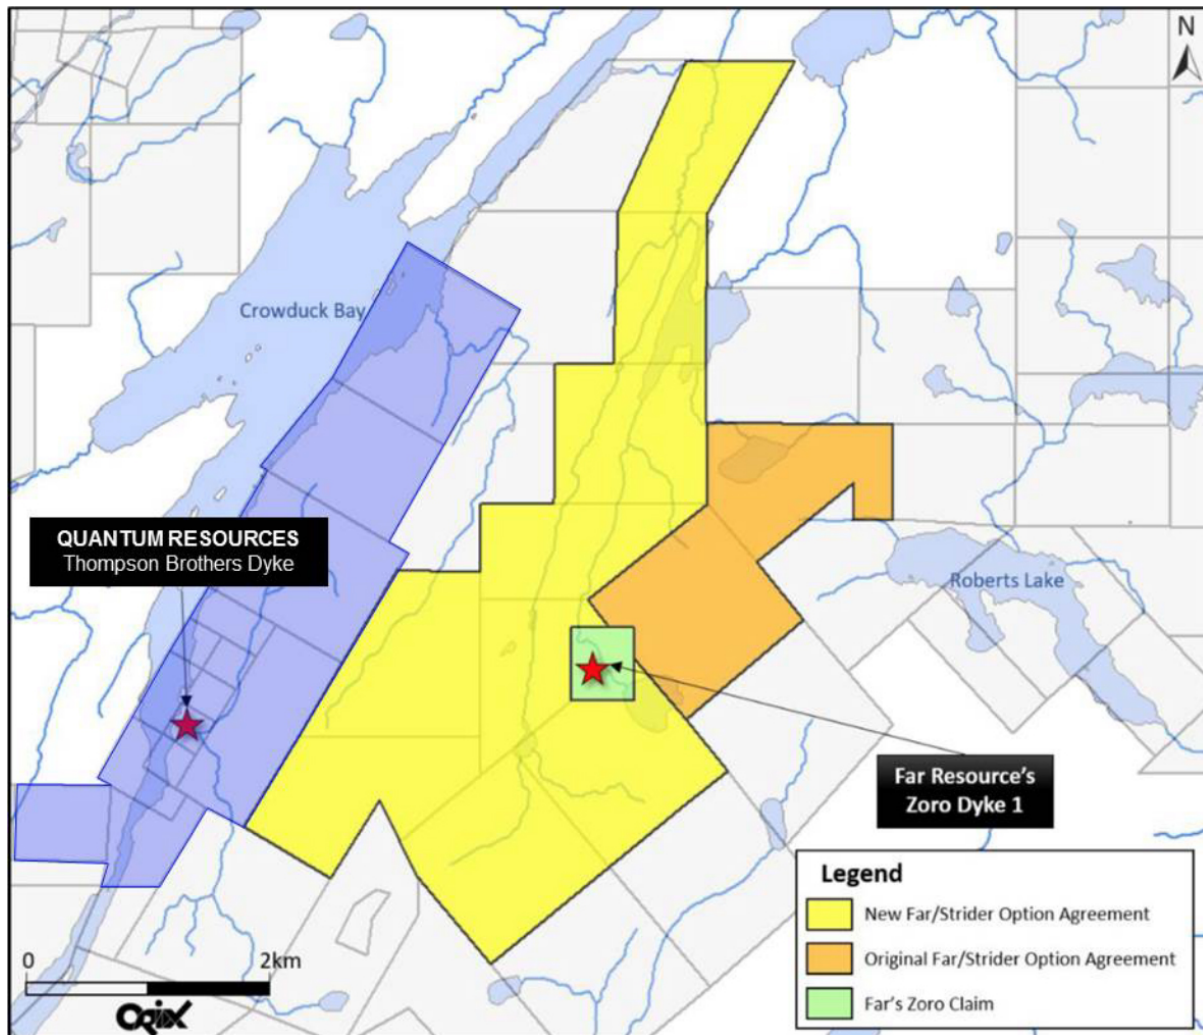 N
Crowduck Bay
QUANTUM RESOURCES
Thompson Brothers Dyke
Roberts Lake
Far Resource's
Zoro Dyke 1
Legend
New Far/Strider Option Agreement
Original Far/Strider Option Agreement
Far's Zoro Claim
0 2km